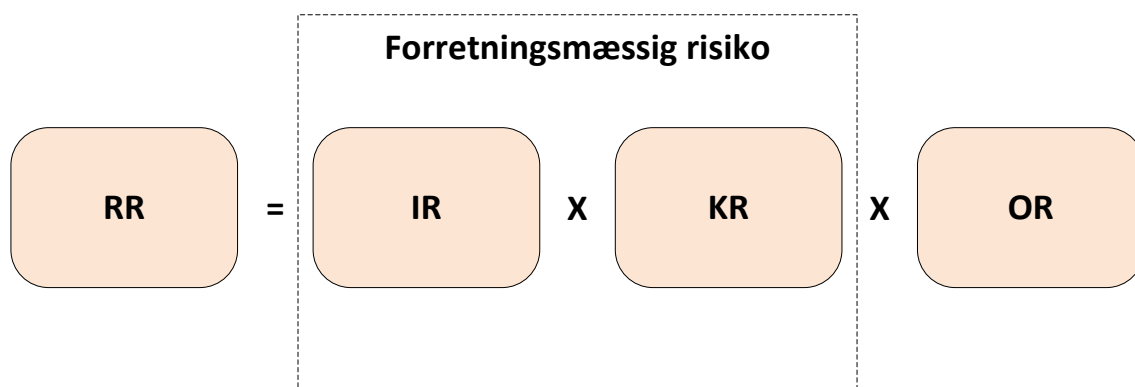 Forretningsmæssig risiko
RR = IR X KR X OR